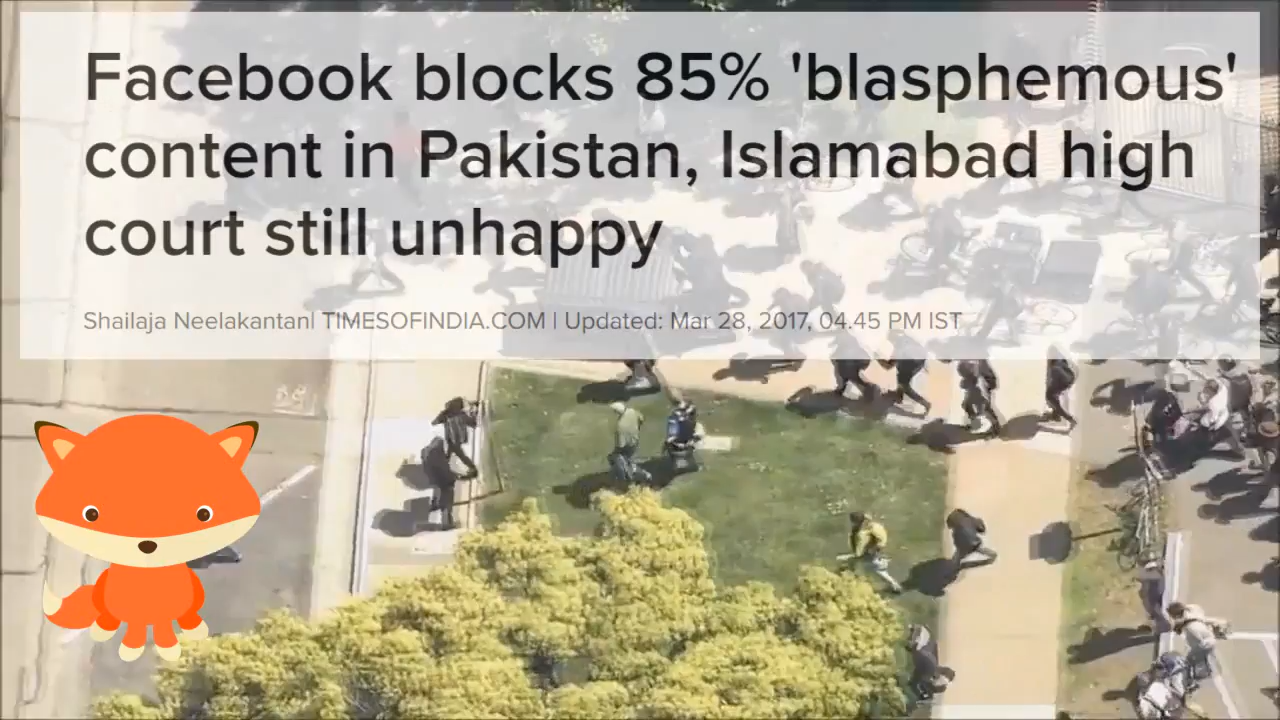 Facebook blocks 85% 'blasphemous'
content in Pakistan, Islamabad high
court still unhappy
Shailaja Neelakantan| TIMESOFINDIA.COM | Updated: Mar 28, 2017, 04.45 PM IST